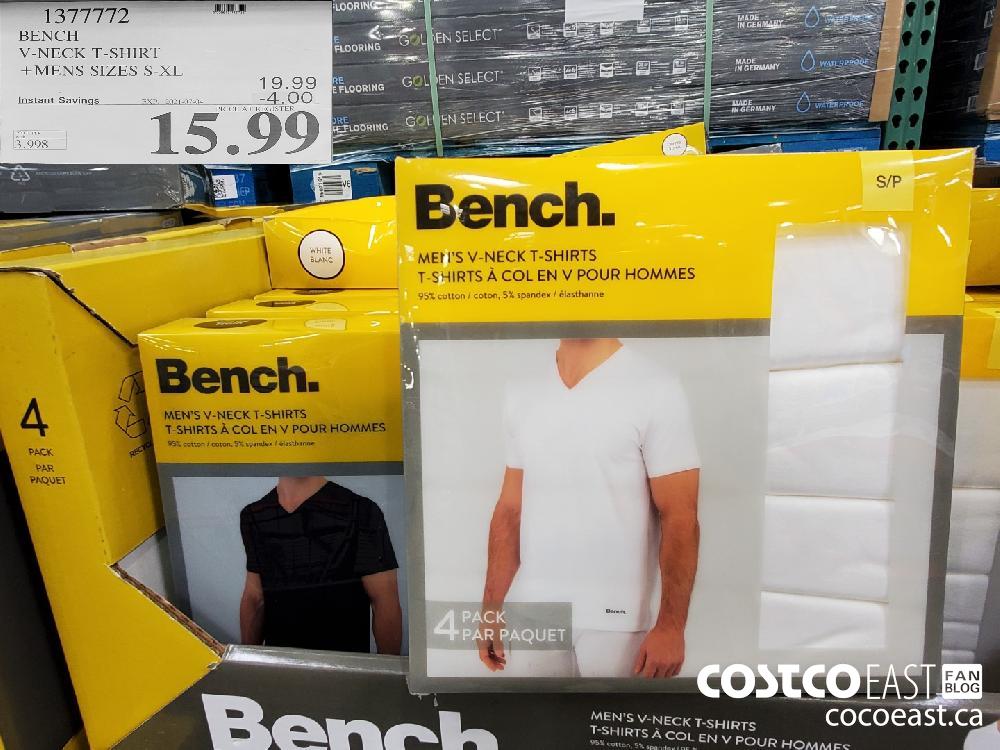 1377772
BENCH
V-NECK T-SHIRT
+MENS SIZES S-XL
19.99
Instant Savings
-4.00
15.99
3.998
FLOORING
GOLDEN SELECT
MADE IN GERMANY
WATERPROOF
FLOORING
GOLDEN SELECT
MADE IN GERMANY
WATERPROOF
FLOORING
GOLDEN SELECT
MADE IN GERMANY
WATERPROOF
WHITE
BLANC
4
PACK
PAR
PAQUET
Bench.
MEN'S V-NECK T-SHIRTS
T-SHIRTS À COL EN V POUR HOMMES
95% cotton / coton, 5% spandex / élasthanne
Bench.
S/P
MEN'S V-NECK T-SHIRTS
T-SHIRTS À COL EN V POUR HOMMES
95% cotton / coton, 5% spandex / élasthanne
Bench.
4 PACK
PAR PAQUET
Bench
MEN'S V-NECK T-SHIRTS
T-SHIRTS À COL EN V POUR HOMMES
COSTCO EAST FAN BLOG
cocoeast.ca